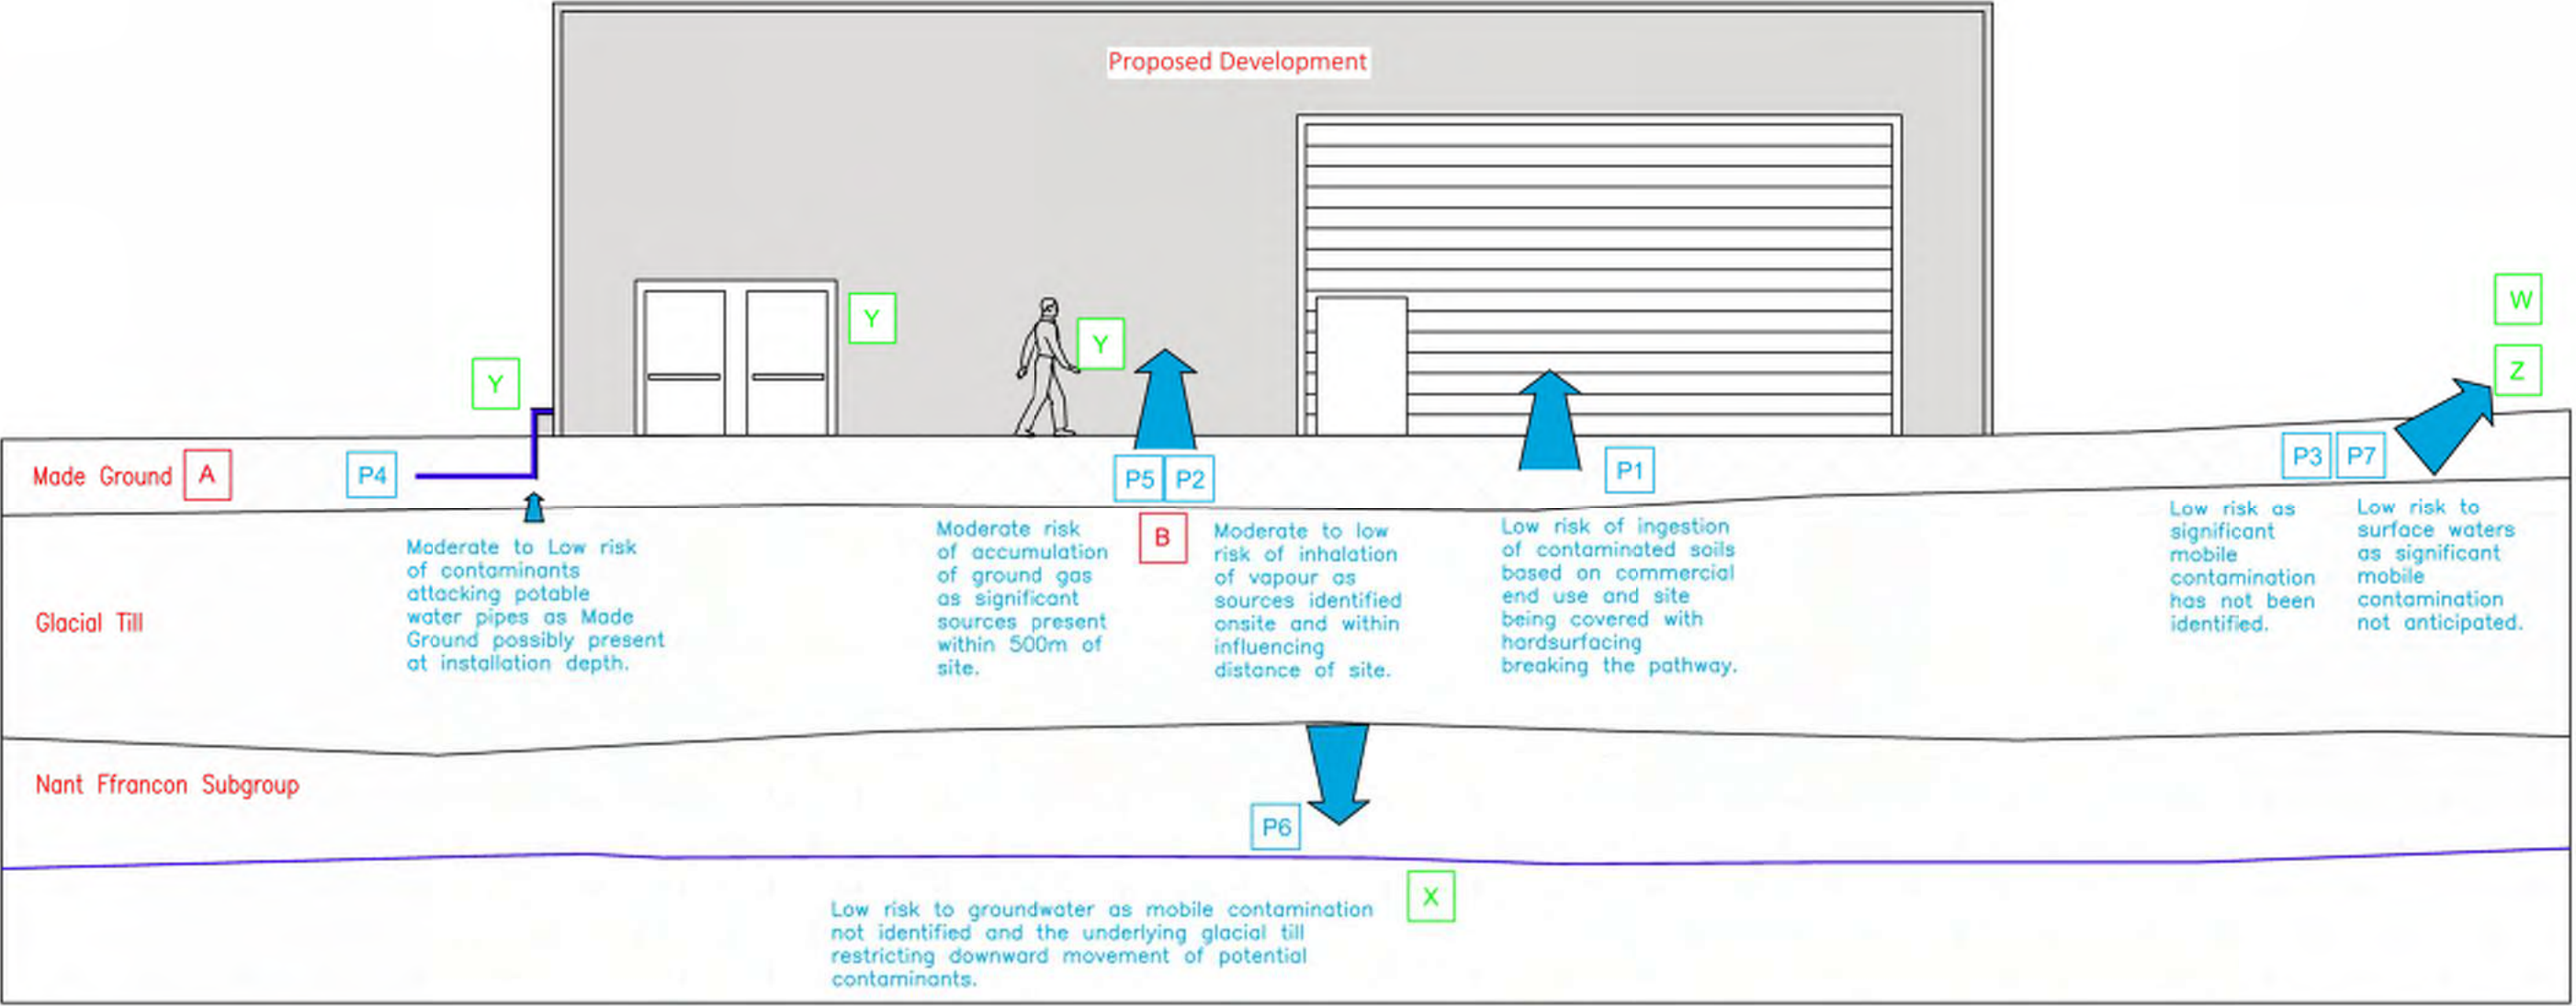 Proposed Development
W
Y
Y
Z
Y
Made Ground A
P4
P5 P2
P1
P3 P7
B
Moderate to Low risk
of contaminants
attacking potable
water pipes as Made
Ground possibly present
at installation depth.
Moderate risk
of accumulation
of ground gas
as significant
sources present
within 500m of
site.
Moderate to low
risk of inhalation
of vapour as
sources identified
onsite and within
influencing
distance of site.
Low risk of ingestion
of contaminated soils
based on commercial
end use and site
being covered with
hardsurfacing
breaking the pathway.
Low risk as
significant
mobile
contamination
has not been
identified.
Low risk to
surface waters
as significant
mobile
contamination
not anticipated.
Glacial Till
Nant Ffrancon Subgroup
P6
X
Low risk to groundwater as mobile contamination
not identified and the underlying glacial till
restricting downward movement of potential
contaminants.